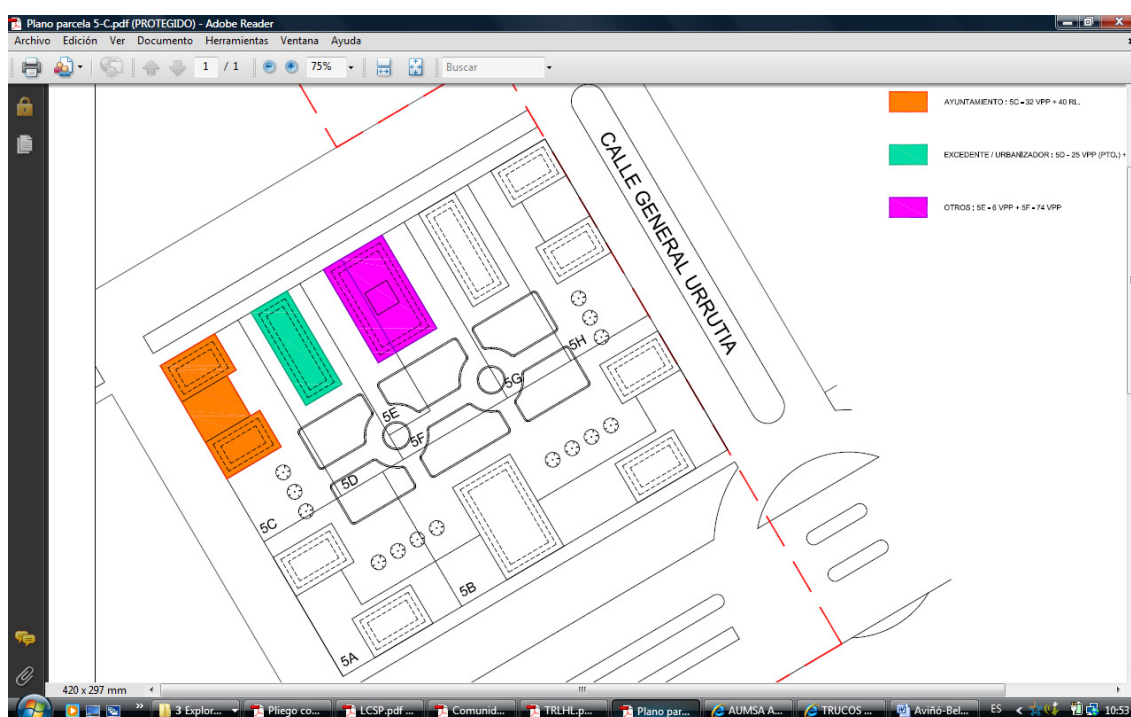 Plano parcela 5-C.pdf (PROTEGIDO) - Adobe Reader
Archivo Edición Ver Documento Herramientas Ventana Ayuda
1 / 1 75% Buscar
AYUNTAMIENTO : 5C - 32 VPP + 40 RL.
EXCEDENTE / URBANIZADOR : 5D - 25 VPP (PTO.) +
OTROS : 5E - 6 VPP + 5F - 74 VPP
CALLE GENERAL URRUTIA
5H
5G
5E
5F
5D
5C
5B
5A
420 x 297 mm
3 Explor... Pliego co... LCSP.pdf ... Comunid... TRLHL.p... Plano par... AUMSA A... TRUCOS ... Aviñó-Bel... ES 10:53